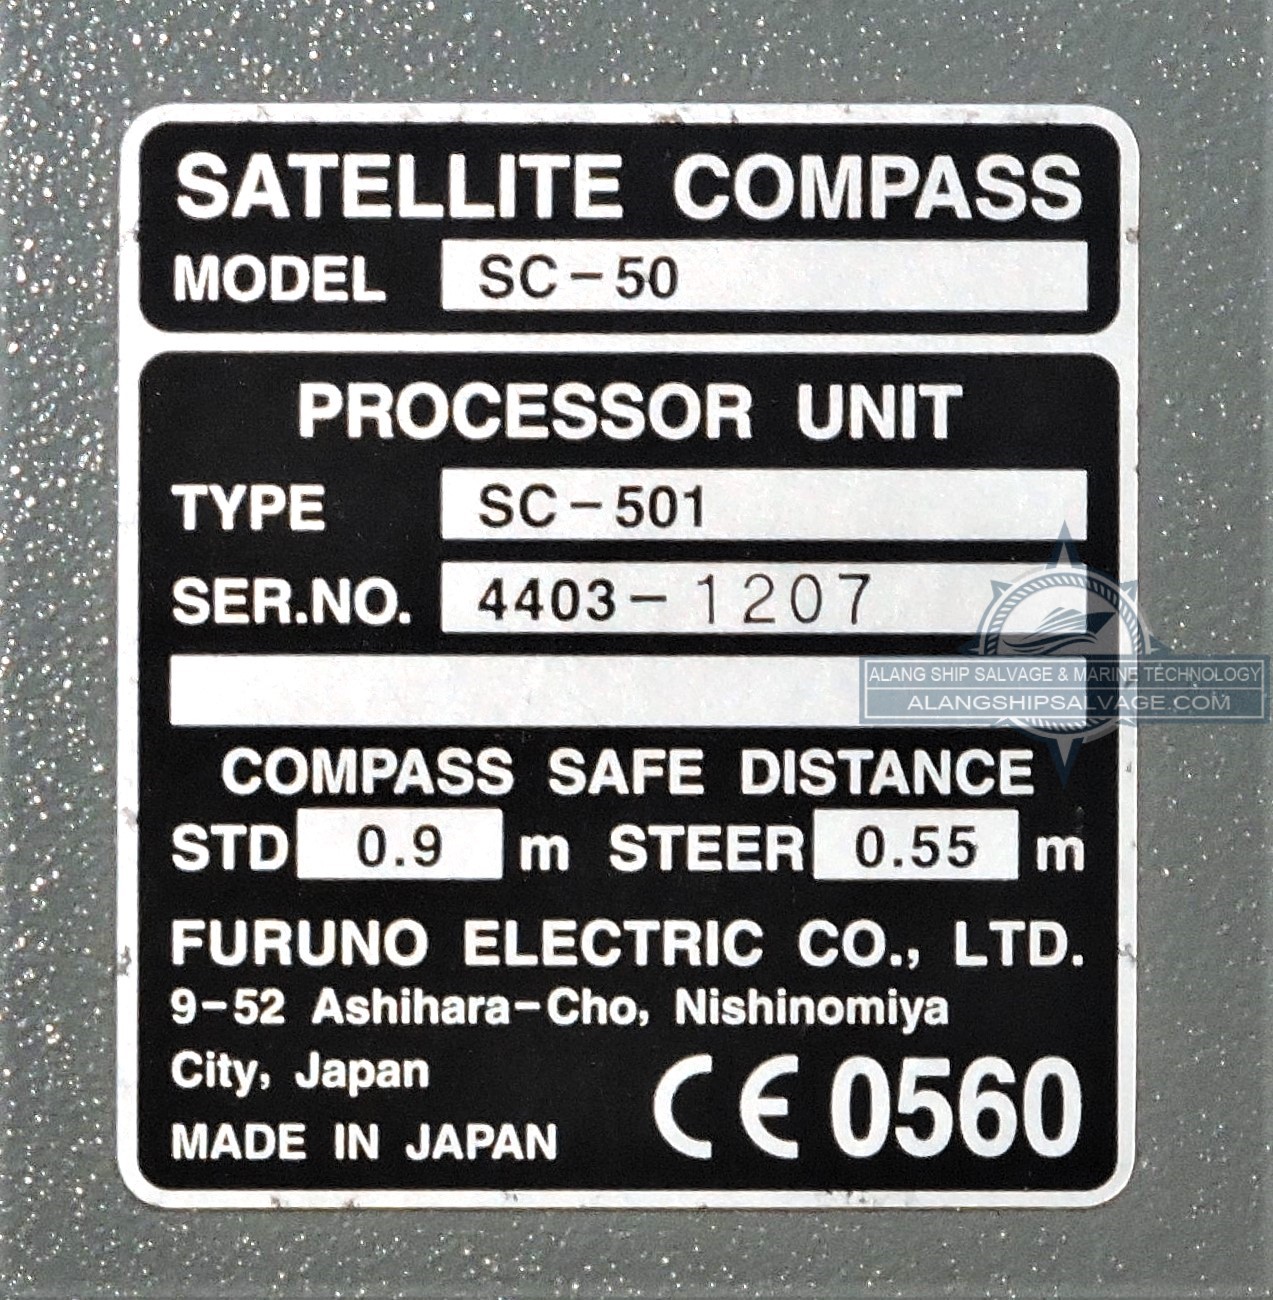 SATELLITE COMPASS
MODEL SC-50
PROCESSOR UNIT
TYPE SC-501
SER.NO. 4403-1207
ALANG SHIP SALVAGE & MARINE TECHNOLOGY
ALANGSHIPSALVAGE.COM
COMPASS SAFE DISTANCE
STD 0.9 m STEER 0.55 m
FURUNO ELECTRIC CO., LTD.
9-52 Ashihara-Cho, Nishinomiya
City, Japan
MADE IN JAPAN CE0560